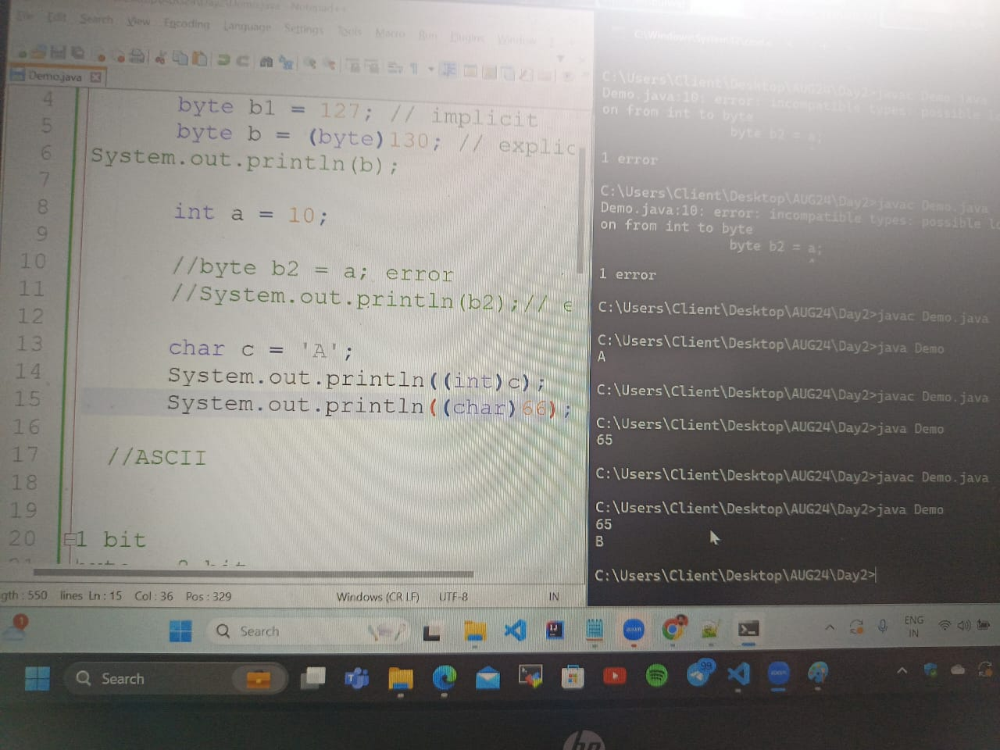 Demo.java - Notepad++
File Edit Search View Encoding Language Settings Tools Macro Run Plugins Window ?
Demo.java
4 byte b1 = 127; // implicit
5 byte b = (byte)130; // explic
6 System.out.println(b);
7
8 int a = 10;
9
10 //byte b2 = a; error
11 //System.out.println(b2);// e
12
13 char c = 'A';
14 System.out.println((int)c);
15 System.out.println((char)66);
16
17 //ASCII
18
19
20 1 bit
gth : 550 lines Ln : 15 Col : 36 Pos : 329 Windows (CR LF) UTF-8 IN
C:\Users\Client\Desktop\AUG24\Day2>javac Demo.java
Demo.java:10: error: incompatible types: possible lo
on from int to byte
byte b2 = a;
^
1 error
C:\Users\Client\Desktop\AUG24\Day2>javac Demo.java
Demo.java:10: error: incompatible types: possible lo
on from int to byte
byte b2 = a;
^
1 error
C:\Users\Client\Desktop\AUG24\Day2>javac Demo.java
C:\Users\Client\Desktop\AUG24\Day2>java Demo
A
C:\Users\Client\Desktop\AUG24\Day2>javac Demo.java
C:\Users\Client\Desktop\AUG24\Day2>java Demo
65
C:\Users\Client\Desktop\AUG24\Day2>javac Demo.java
C:\Users\Client\Desktop\AUG24\Day2>java Demo
65
B
C:\Users\Client\Desktop\AUG24\Day2>
1 Search zoom ENG
IN
Search 99 zoom
hp